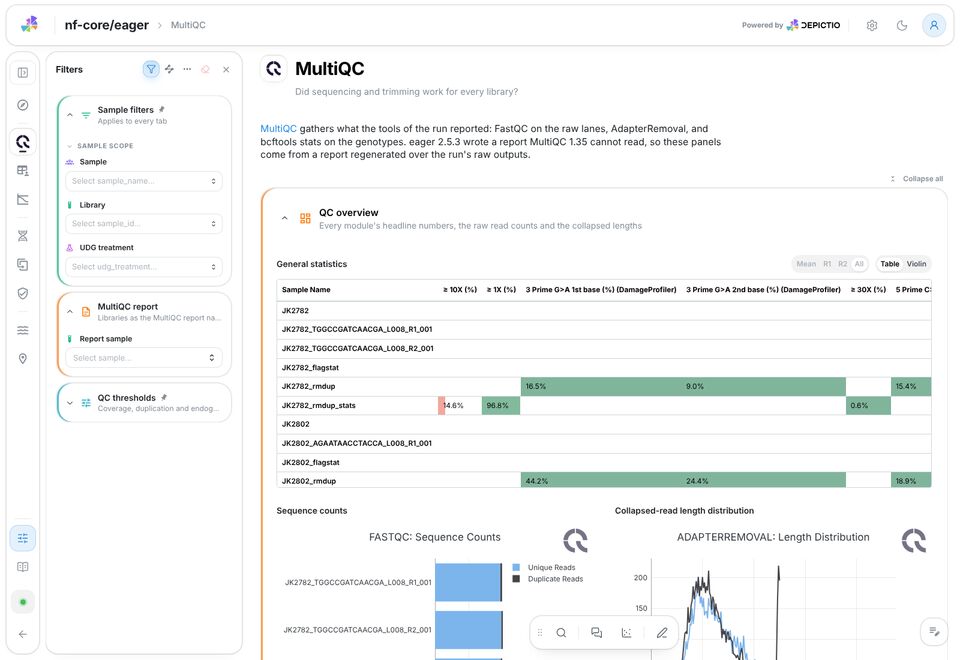 nf-core/eager
MultiQC
Powered by
DEPICTIO
Filters
Sample filters
Applies to every tab
SAMPLE SCOPE
Sample
Select sample_name...
Library
Select sample_id...
UDG treatment
Select udg_treatment...
MultiQC report
Libraries as the MultiQC report na...
Report sample
Select sample...
QC thresholds
Coverage, duplication and endog...
MultiQC
Did sequencing and trimming work for every library?
MultiQC gathers what the tools of the run reported: FastQC on the raw lanes, AdapterRemoval, and
bcftools stats on the genotypes. eager 2.5.3 wrote a report MultiQC 1.35 cannot read, so these panels
come from a report regenerated over the run's raw outputs.
Collapse all
QC overview
Every module's headline numbers, the raw read counts and the collapsed lengths
General statistics
Mean R1 R2 All
Table Violin
Sample Name ≥ 10X (%) ≥ 1X (%) 3 Prime G>A 1st base (%) (DamageProfiler) 3 Prime G>A 2nd base (%) (DamageProfiler) ≥ 30X (%) 5 Prime C>
JK2782
JK2782_TGGCCGATCAACGA_L008_R1_001
JK2782_TGGCCGATCAACGA_L008_R2_001
JK2782_flagstat
JK2782_rmdup 16.5% 9.0% 15.4%
JK2782_rmdup_stats 14.6% 96.8% 0.6%
JK2802
JK2802_AGAATAACCTACCA_L008_R1_001
JK2802_flagstat
JK2802_rmdup 44.2% 24.4% 18.9%
Sequence counts
Collapsed-read length distribution
FASTQC: Sequence Counts
Unique Reads
Duplicate Reads
JK2782_TGGCCGATCAACGA_L008_R1_001
JK2782_TGGCCGATCAACGA_L008_R2_001
ADAPTERREMOVAL: Length Distribution
200
150